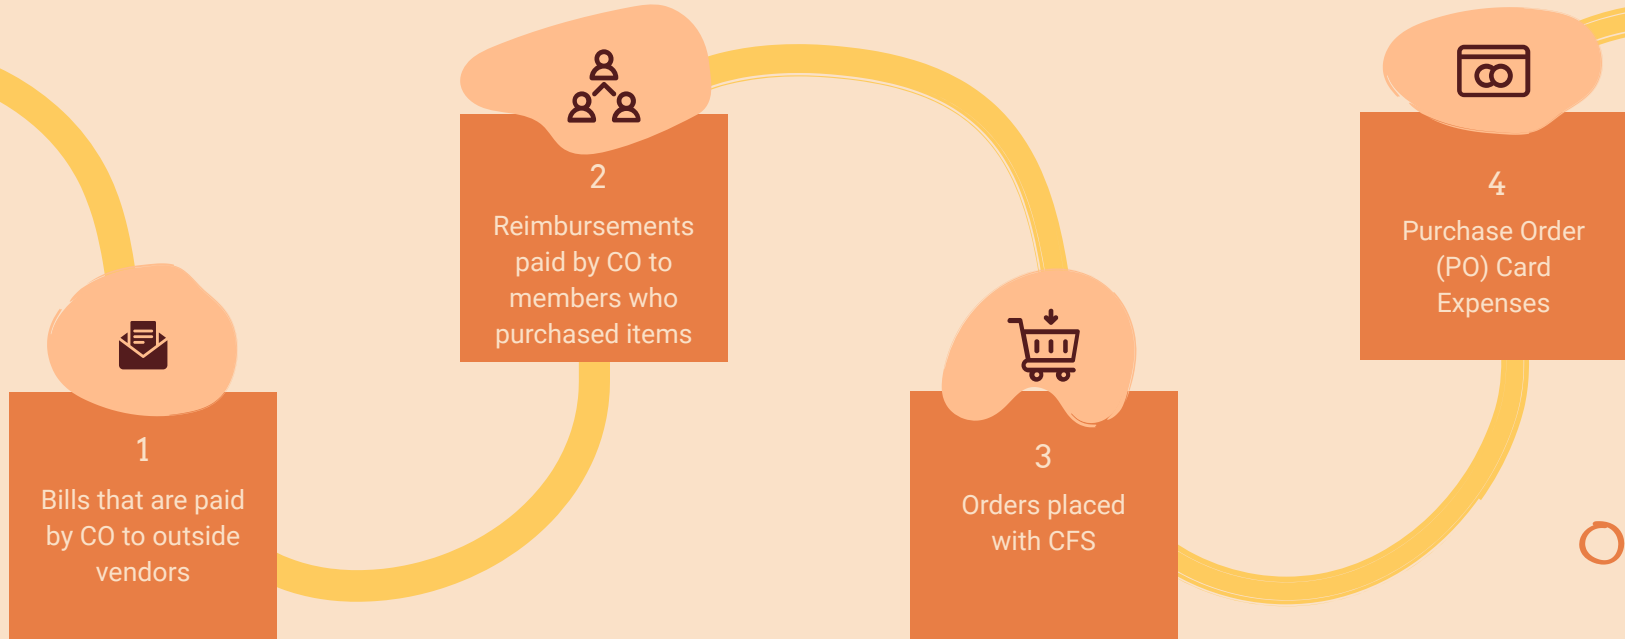 1
Bills that are paid
by CO to outside
vendors
2
Reimbursements
paid by CO to
members who
purchased items
3
Orders placed
with CFS
4
Purchase Order
(PO) Card
Expenses